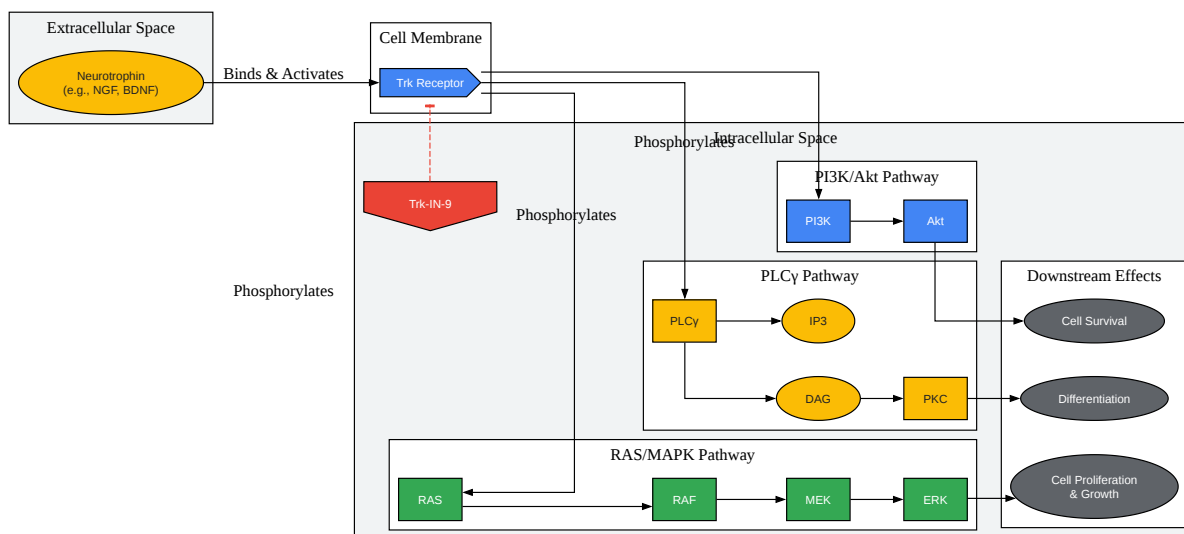 Extracellular Space
Neurotrophin
(e.g., NGF, BDNF)
Binds & Activates
Cell Membrane
Trk Receptor
Phosphorylates
Intracellular Space
Trk-IN-9
Phosphorylates
Phosphorylates
PI3K/Akt Pathway
PI3K
Akt
PLCγ Pathway
PLCγ
IP3
DAG
PKC
Downstream Effects
Cell Survival
Differentiation
Cell Proliferation
& Growth
RAS/MAPK Pathway
RAS
RAF
MEK
ERK